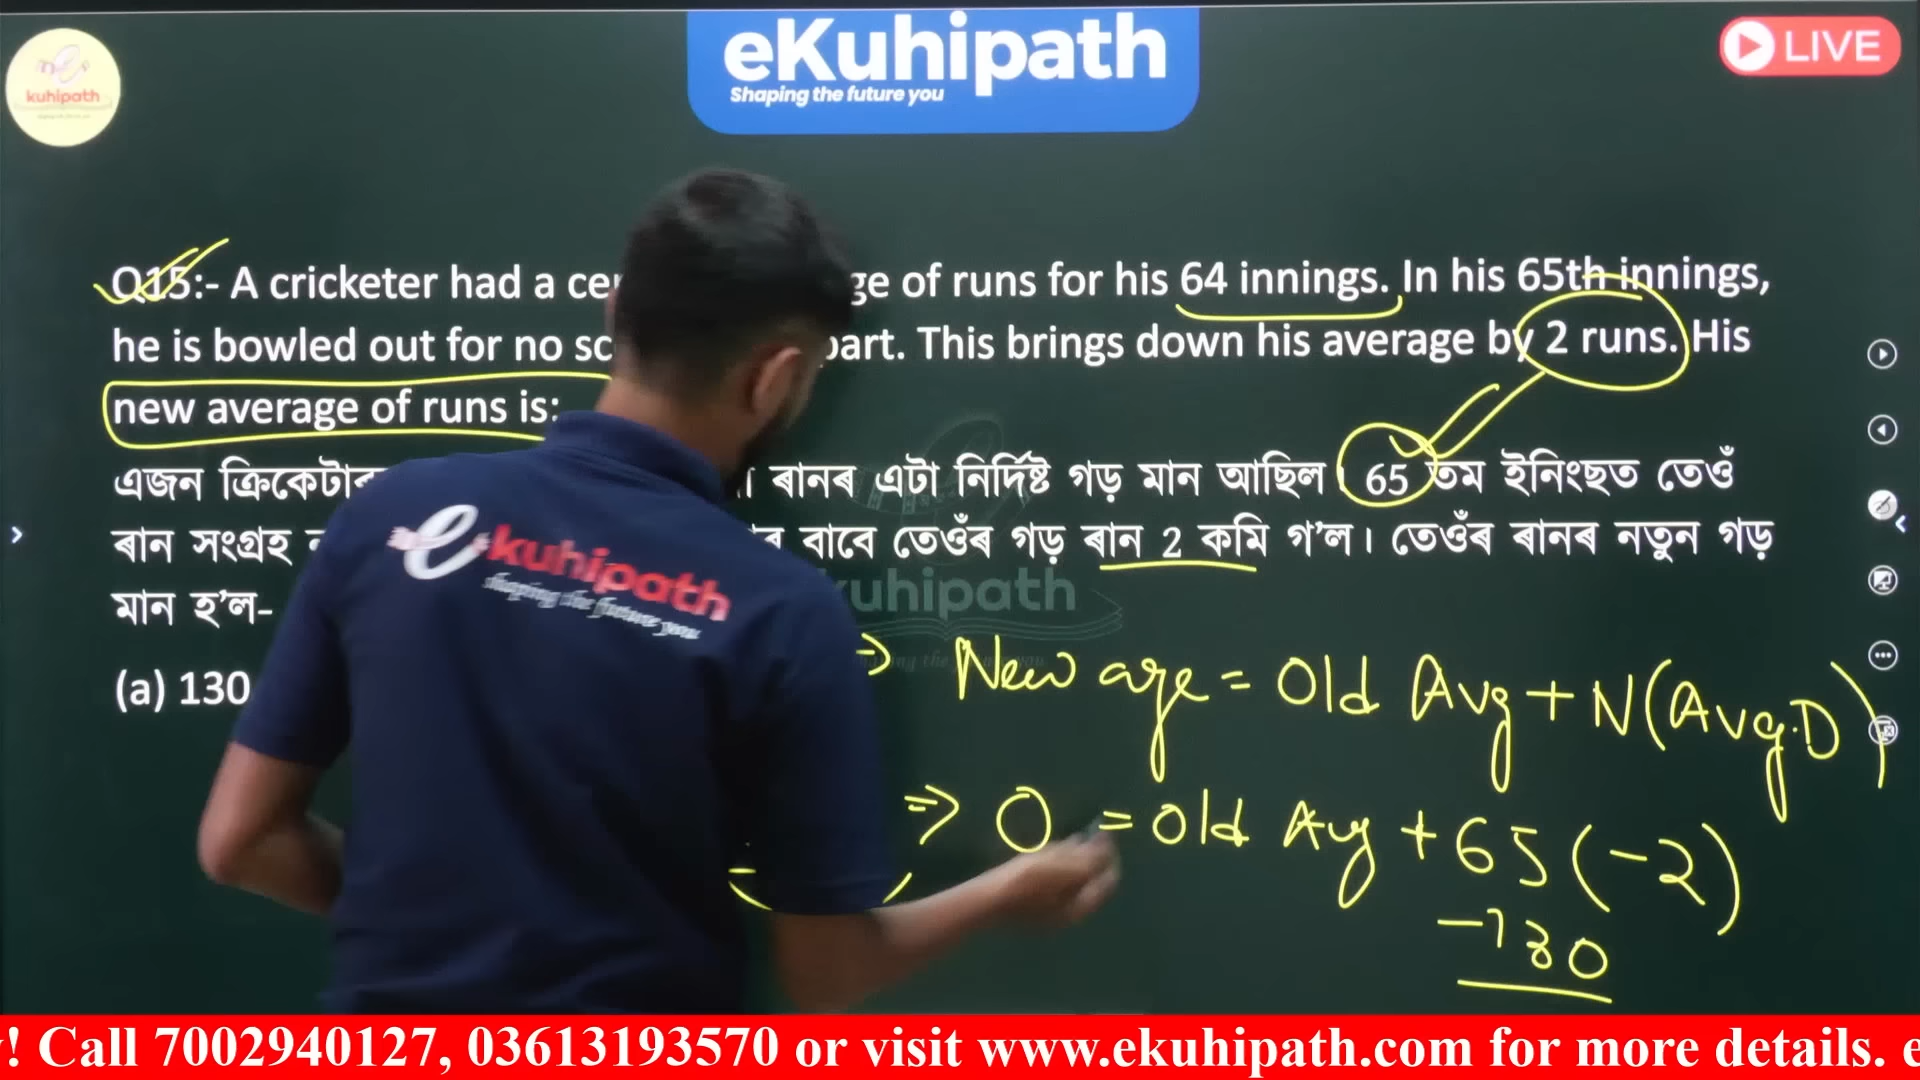 eKuhipath
Shaping the future you
LIVE
kuhipath
Q15:- A cricketer had a ge of runs for his 64 innings. In his 65th innings,
he is bowled out for no part. This brings down his average by 2 runs. His
new average of runs is:
এজন ক্ৰিকেটাৰ ৰানৰ এটা নিৰ্দিষ্ট গড় মান আছিল। 65 তম ইনিংছত তেওঁ
ৰান সংগ্ৰহ বাবে তেওঁৰ গড় ৰান 2 কমি গ'ল। তেওঁৰ ৰানৰ নতুন গড়
মান হ'ল-
ekuhipath
shaping the future you
kuhipath
⇒ New age = Old Avg + N(Avg.D)
(a) 130
⇒ 0 = Old Avg + 65(-2)
-130
y! Call 7002940127, 03613193570 or visit www.ekuhipath.com for more details. e